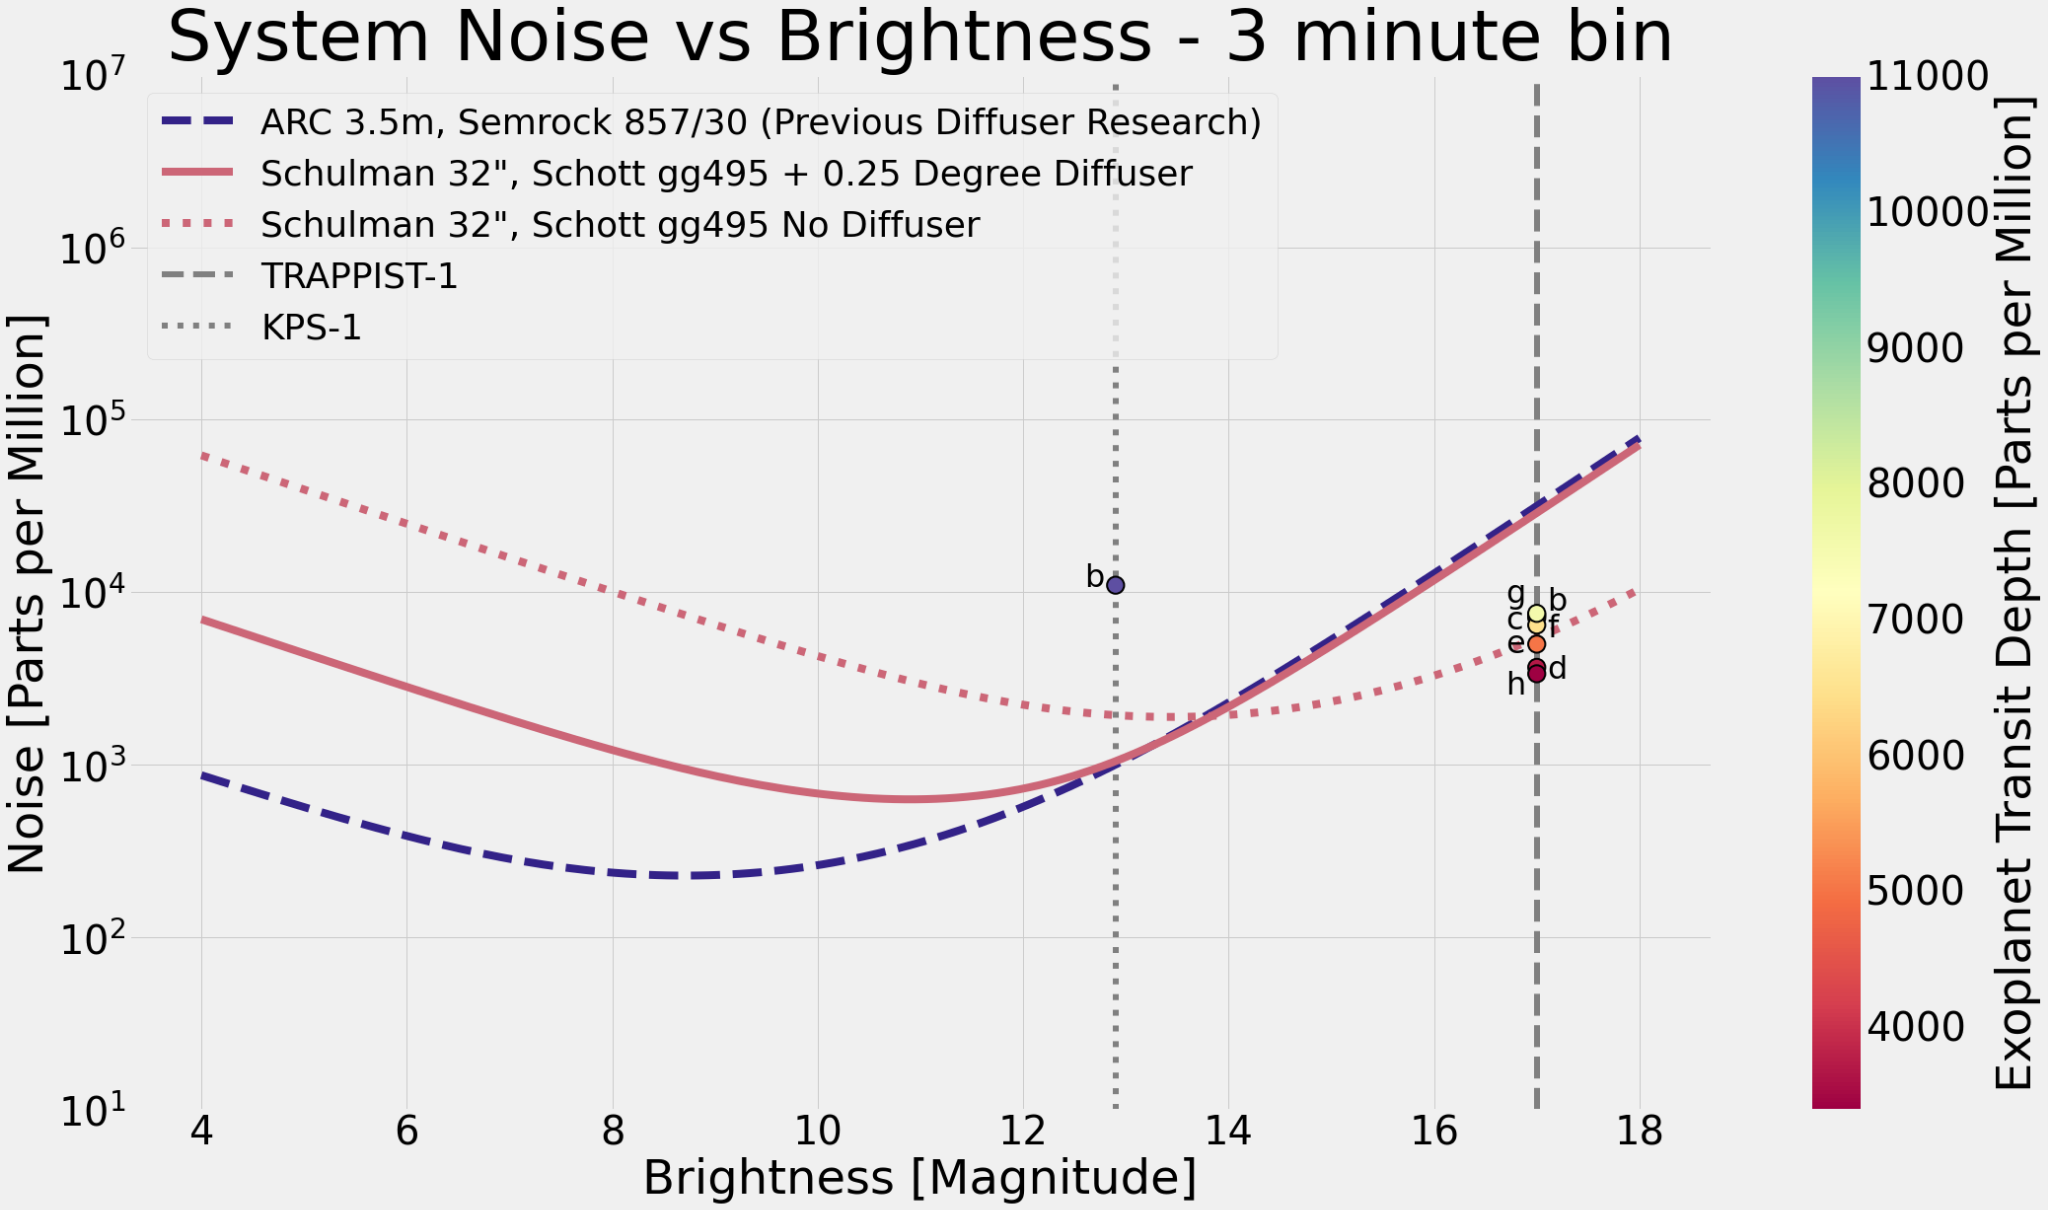 System Noise vs Brightness - 3 minute bin
10⁷
10⁶
10⁵
10⁴
10³
10²
10¹
Noise [Parts per Million]
ARC 3.5m, Semrock 857/30 (Previous Diffuser Research)
Schulman 32", Schott gg495 + 0.25 Degree Diffuser
Schulman 32", Schott gg495 No Diffuser
TRAPPIST-1
KPS-1
b
g
b
c
f
e
d
h
4 6 8 10 12 14 16 18
Brightness [Magnitude]
11000
10000
9000
8000
7000
6000
5000
4000
Exoplanet Transit Depth [Parts per Million]